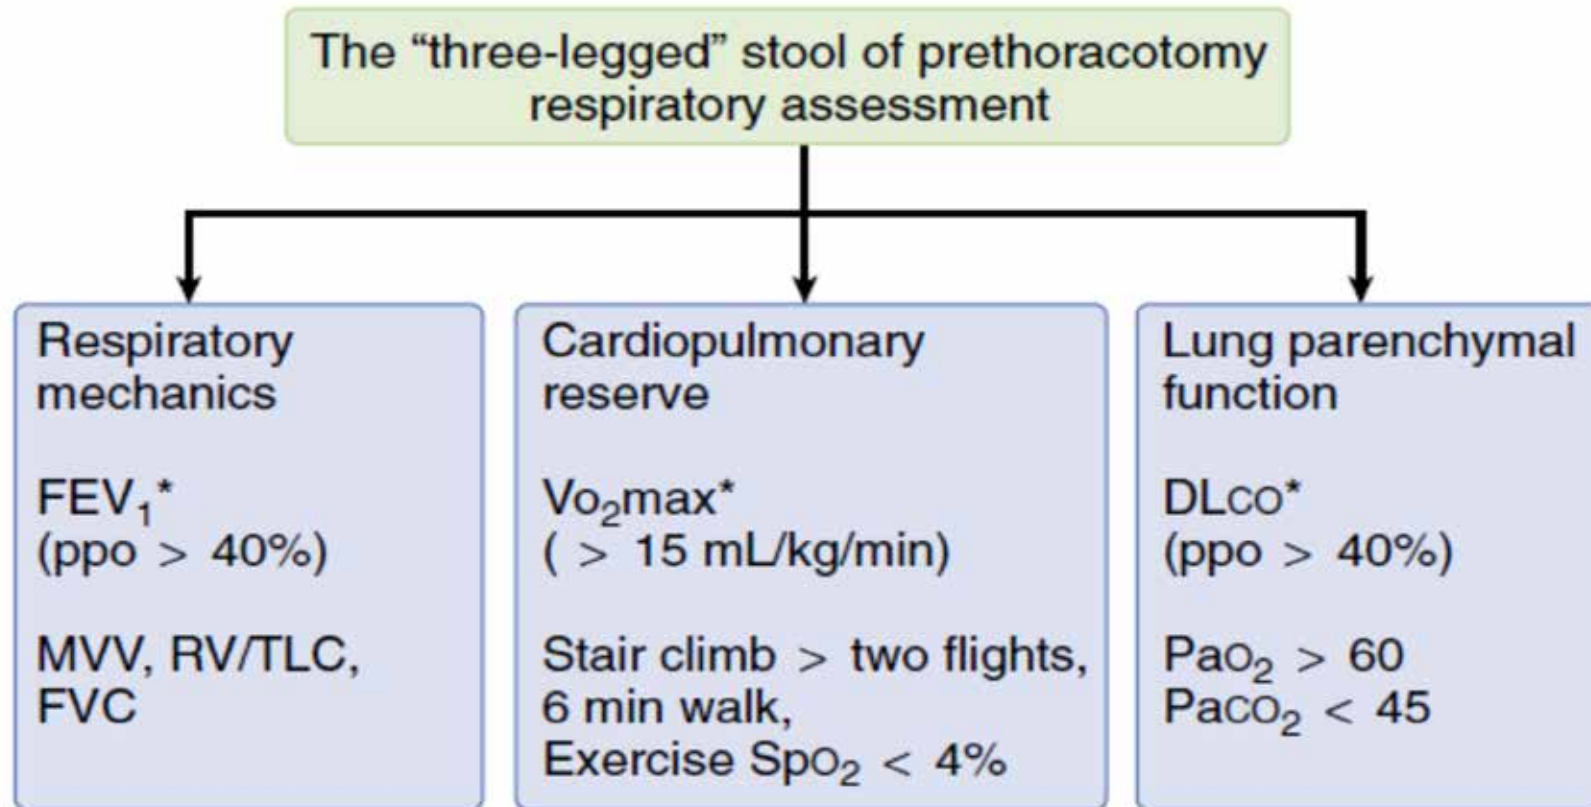 The “three-legged” stool of prethoracotomy
respiratory assessment
Respiratory
mechanics
FEV₁*
(ppo > 40%)
MVV, RV/TLC,
FVC
Cardiopulmonary
reserve
Vo₂max*
( > 15 mL/kg/min)
Stair climb > two flights,
6 min walk,
Exercise SpO₂ < 4%
Lung parenchymal
function
DLCO*
(ppo > 40%)
PaO₂ > 60
PaCO₂ < 45